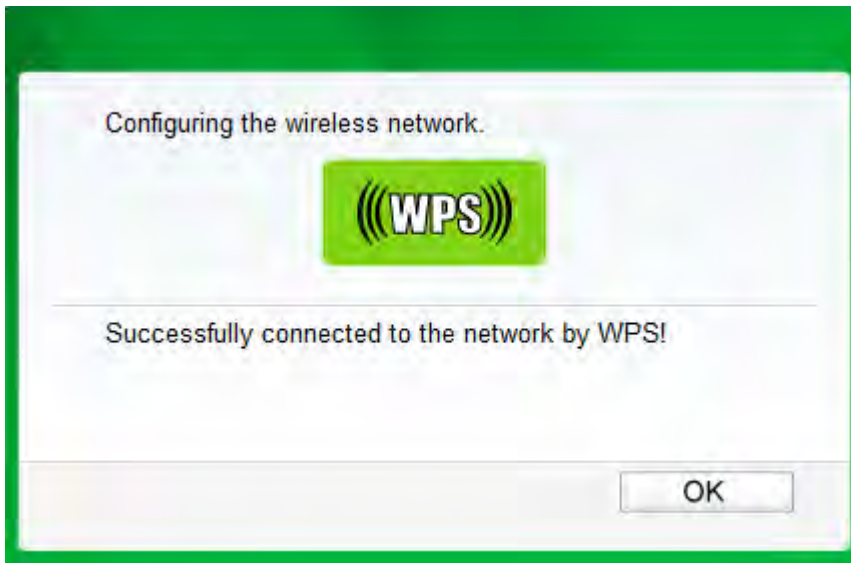 Configuring the wireless network.
(((WPS)))
Successfully connected to the network by WPS!
OK